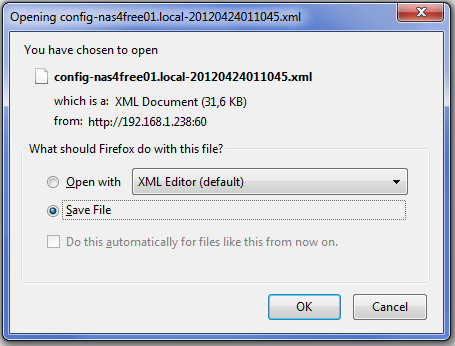 Opening config-nas4free01.local-20120424011045.xml
You have chosen to open
config-nas4free01.local-20120424011045.xml
which is a: XML Document (31,6 KB)
from: http://192.168.1.238:60
What should Firefox do with this file?
Open with XML Editor (default)
Save File
Do this automatically for files like this from now on.
OK Cancel